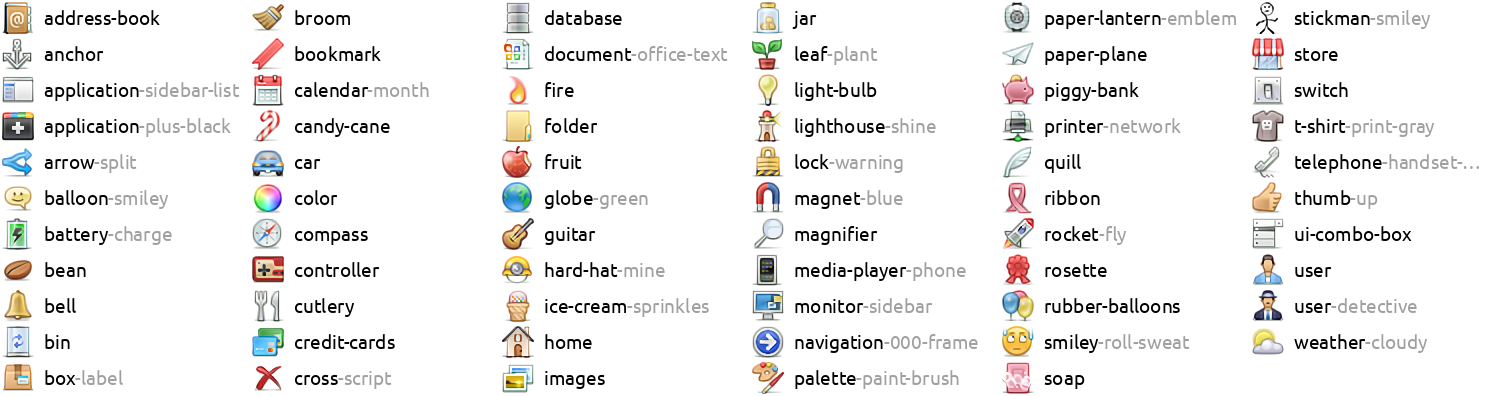 address-book
anchor
application-sidebar-list
application-plus-black
arrow-split
balloon-smiley
battery-charge
bean
bell
bin
box-label
broom
bookmark
calendar-month
candy-cane
car
color
compass
controller
cutlery
credit-cards
cross-script
database
document-office-text
fire
folder
fruit
globe-green
guitar
hard-hat-mine
ice-cream-sprinkles
home
images
jar
leaf-plant
light-bulb
lighthouse-shine
lock-warning
magnet-blue
magnifier
media-player-phone
monitor-sidebar
navigation-000-frame
palette-paint-brush
paper-lantern-emblem
paper-plane
piggy-bank
printer-network
quill
ribbon
rocket-fly
rosette
rubber-balloons
smiley-roll-sweat
soap
stickman-smiley
store
switch
t-shirt-print-gray
telephone-handset-...
thumb-up
ui-combo-box
user
user-detective
weather-cloudy